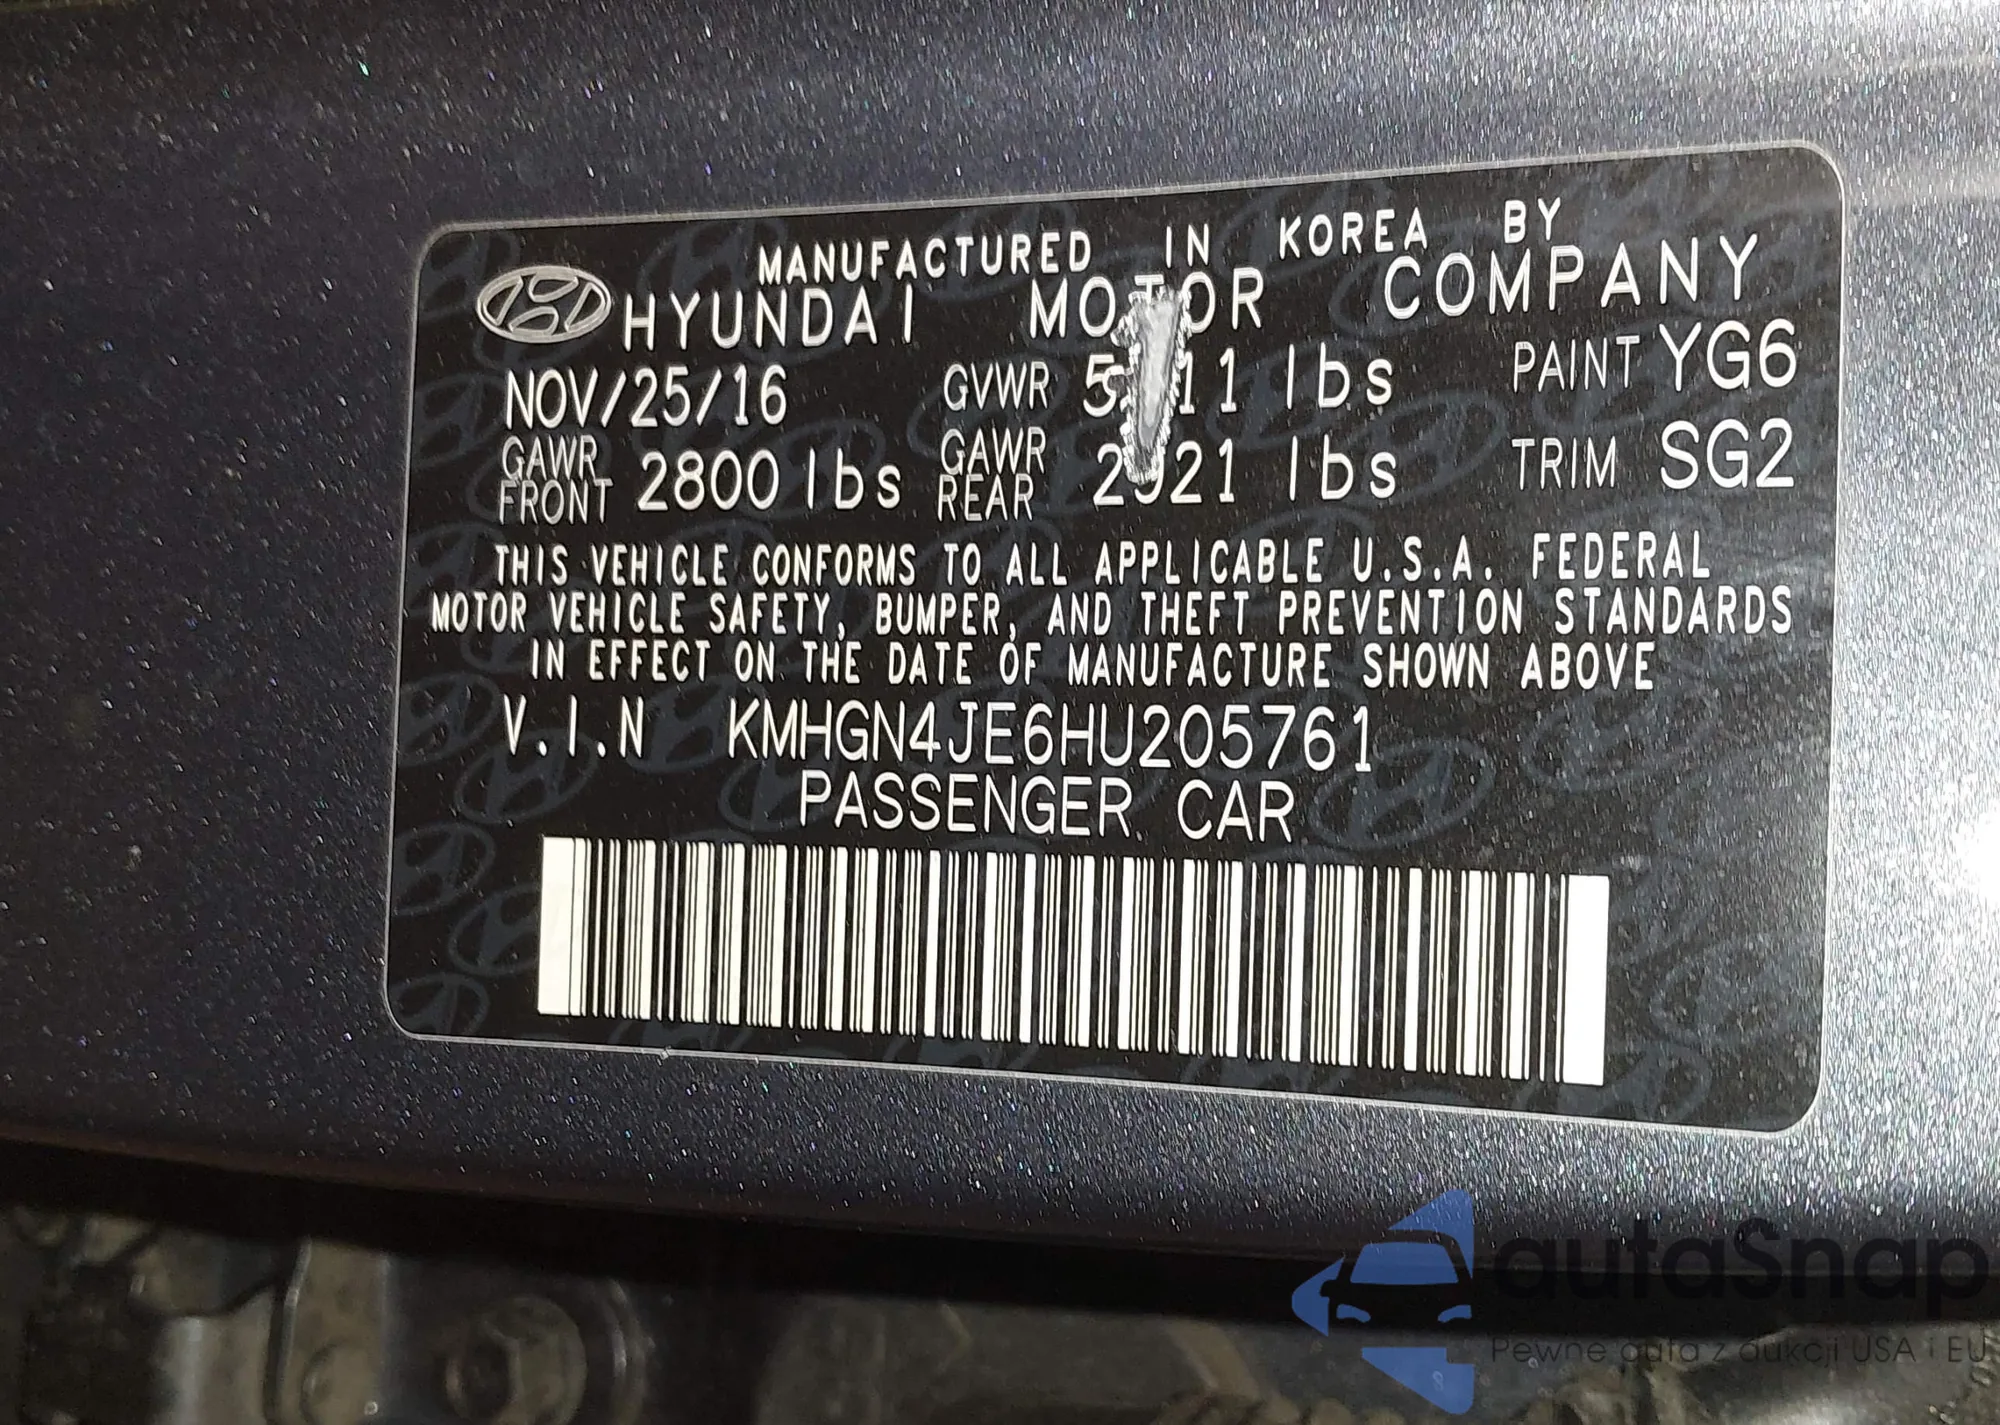 MANUFACTURED IN KOREA BY
HYUNDAI MOTOR COMPANY
NOV/25/16 GVWR lbs PAINT YG6
GAWR FRONT 2800 lbs GAWR REAR lbs TRIM SG2
THIS VEHICLE CONFORMS TO ALL APPLICABLE U.S.A. FEDERAL
MOTOR VEHICLE SAFETY, BUMPER, AND THEFT PREVENTION STANDARDS
IN EFFECT ON THE DATE OF MANUFACTURE SHOWN ABOVE
V.I.N KMHGN4JE6HU205761
PASSENGER CAR
autoSnap
Pewne auta z aukcji USA i EU